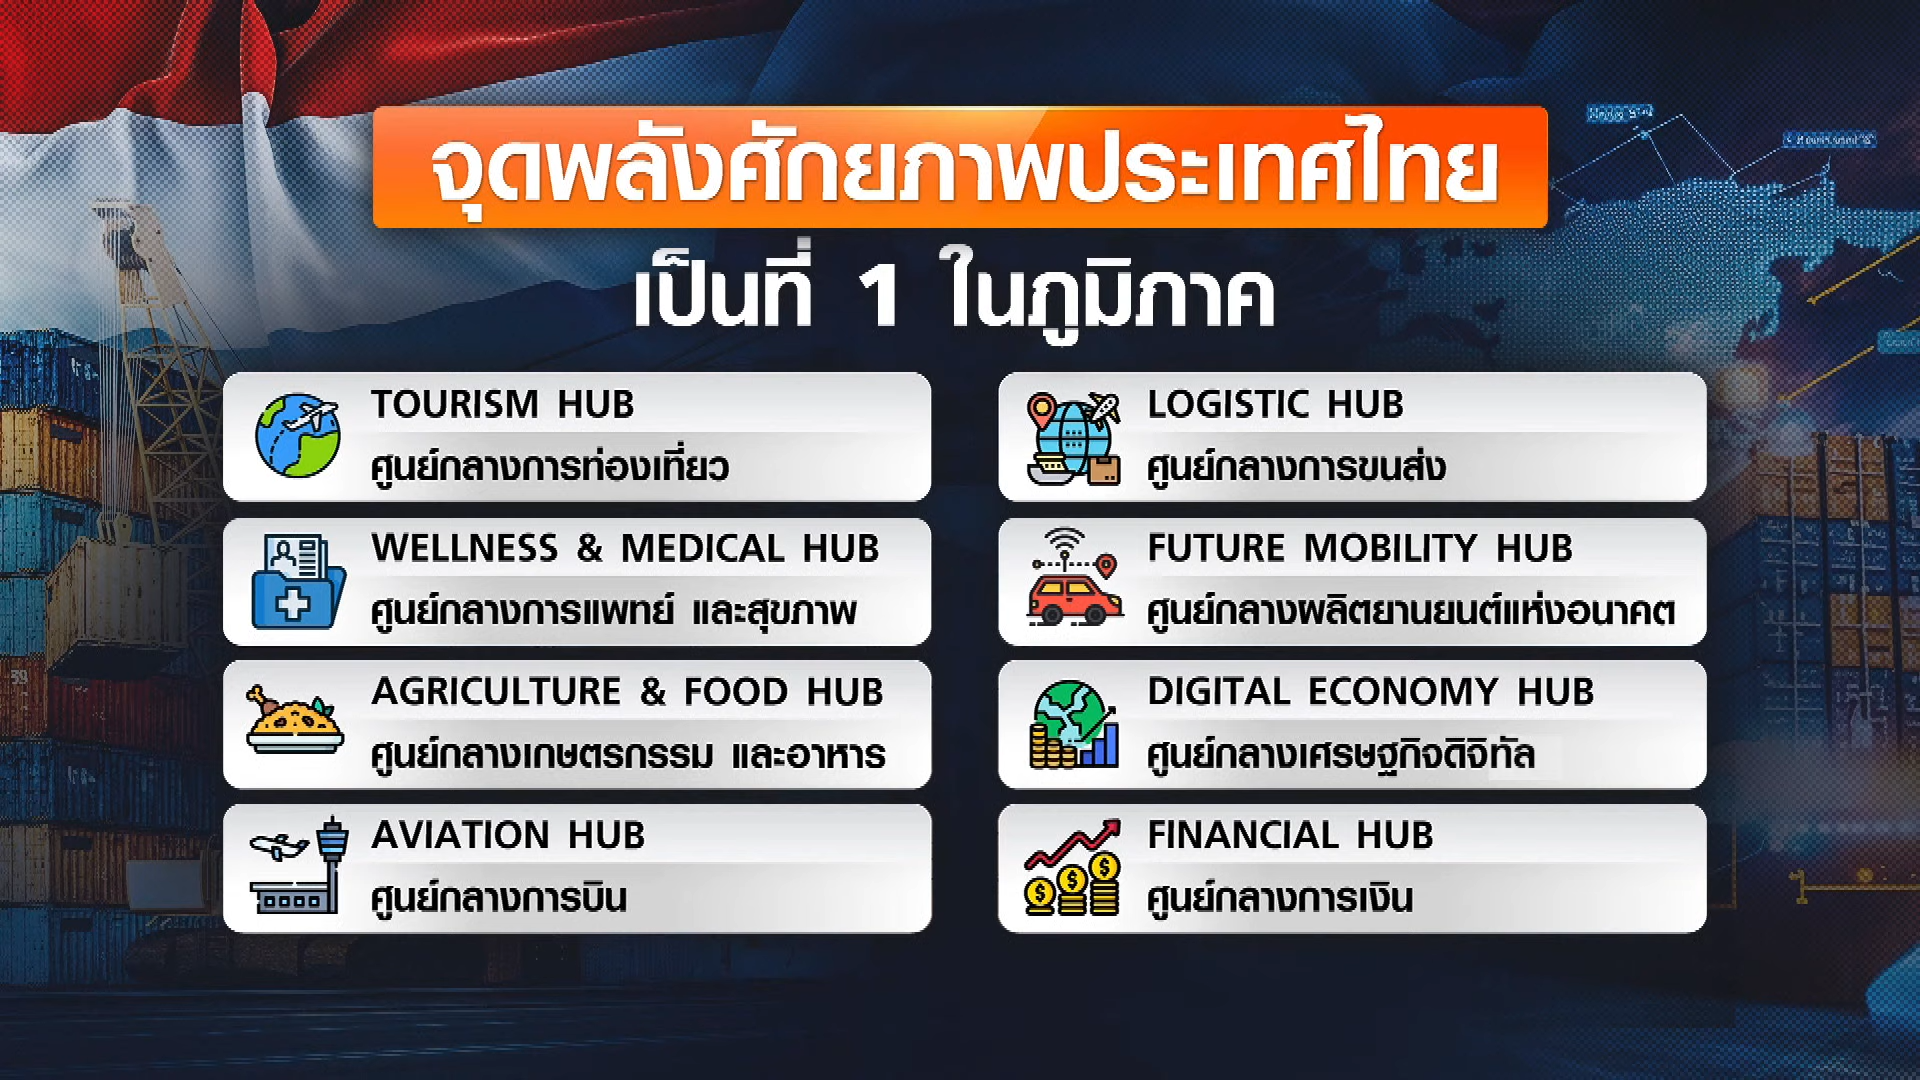 จุดพลังศักยภาพประเทศไทย
เป็นที่ 1 ในภูมิภาค
TOURISM HUB
ศูนย์กลางการท่องเที่ยว
WELLNESS & MEDICAL HUB
ศูนย์กลางการแพทย์ และสุขภาพ
AGRICULTURE & FOOD HUB
ศูนย์กลางเกษตรกรรม และอาหาร
AVIATION HUB
ศูนย์กลางการบิน
LOGISTIC HUB
ศูนย์กลางการขนส่ง
FUTURE MOBILITY HUB
ศูนย์กลางผลิตยานยนต์แห่งอนาคต
DIGITAL ECONOMY HUB
ศูนย์กลางเศรษฐกิจดิจิทัล
FINANCIAL HUB
ศูนย์กลางการเงิน
39